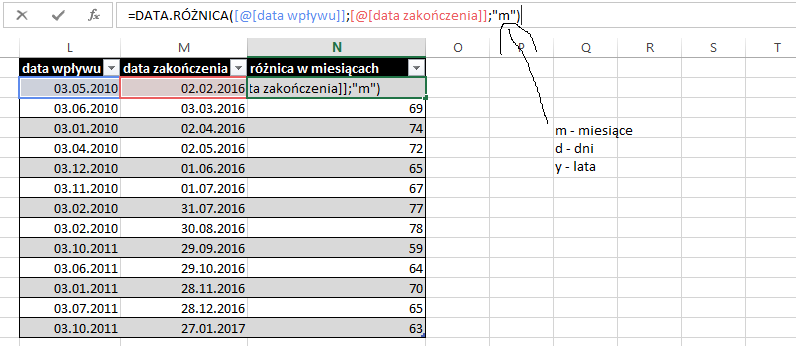 =DATA.RÓŻNICA([@[data wpływu]];[@[data zakończenia]];"m")
L M N O P Q R S T
data wpływu data zakończenia różnica w miesiącach
03.05.2010 02.02.2016 ta zakończenia]];"m")
03.06.2010 03.03.2016 69
03.01.2010 02.04.2016 74
03.04.2010 02.05.2016 72
03.12.2010 01.06.2016 65
03.11.2010 01.07.2016 67
03.02.2010 31.07.2016 77
03.02.2010 30.08.2016 78
03.10.2011 29.09.2016 59
03.06.2011 29.10.2016 64
03.01.2011 28.11.2016 70
03.07.2011 28.12.2016 65
03.10.2011 27.01.2017 63
m - miesiące
d - dni
y - lata